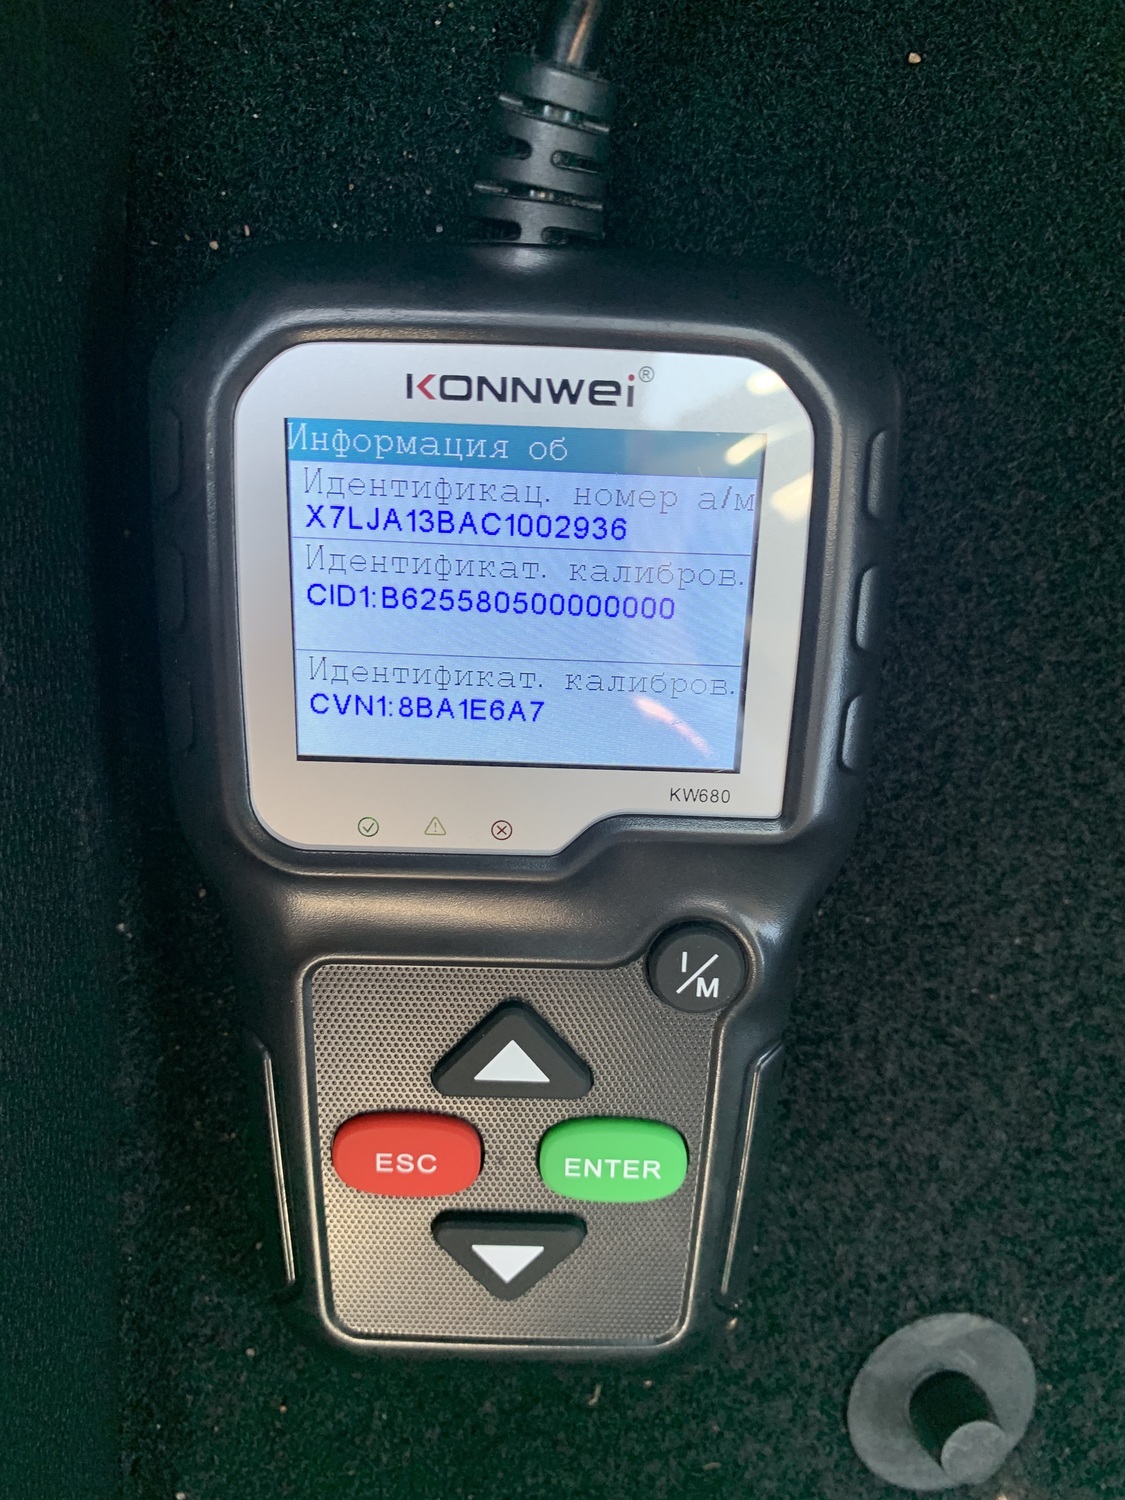 KONNWEI®
Информация об
Идентификац. номер а/м
X7LJA13BAC1002936
Идентификат. калибров.
CID1:B625580500000000
Идентификат. калибров.
CVN1:8BA1E6A7
KW680
I/M
ESC
ENTER